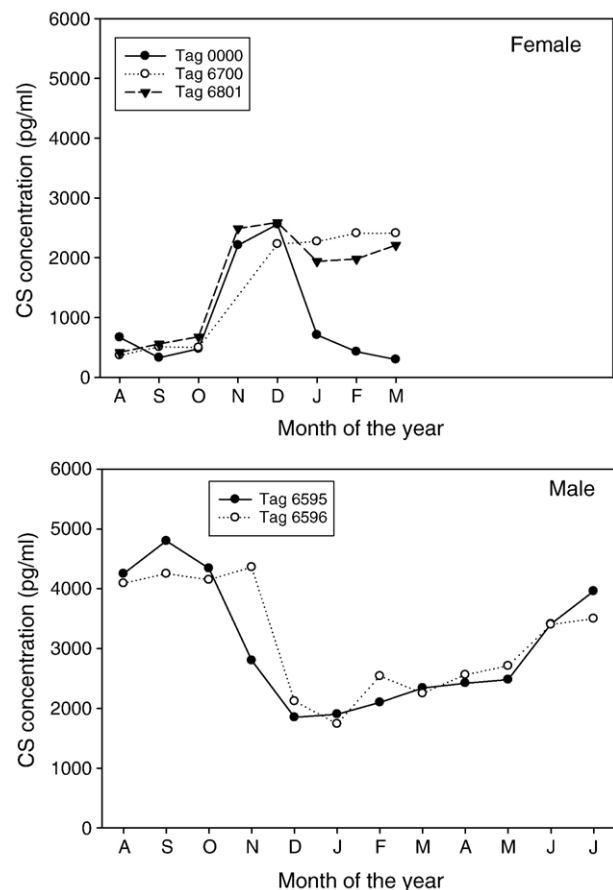 6000
Female
Tag 0000
Tag 6700
Tag 6801
5000
4000
3000
2000
1000
0
CS concentration (pg/ml)
A S O N D J F M
Month of the year
6000
Male
Tag 6595
Tag 6596
5000
4000
3000
2000
1000
0
CS concentration (pg/ml)
A S O N D J F M A M J J
Month of the year